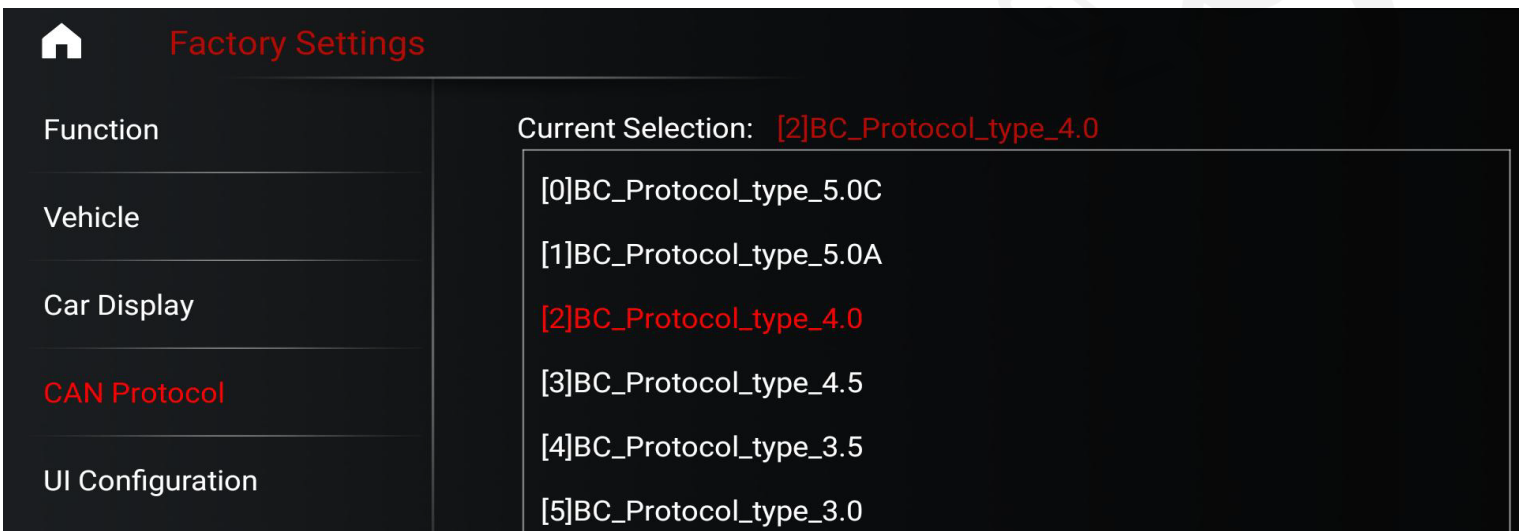 Factory Settings
Function
Vehicle
Car Display
CAN Protocol
UI Configuration
Current Selection: [2]BC_Protocol_type_4.0
[0]BC_Protocol_type_5.0C
[1]BC_Protocol_type_5.0A
[2]BC_Protocol_type_4.0
[3]BC_Protocol_type_4.5
[4]BC_Protocol_type_3.5
[5]BC_Protocol_type_3.0